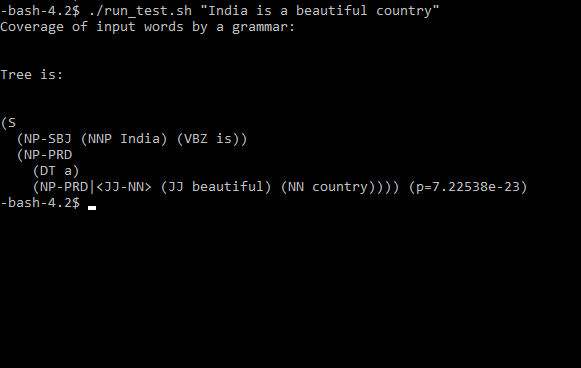 -bash-4.2$ ./run_test.sh "India is a beautiful country"
Coverage of input words by a grammar:
Tree is:
(S
  (NP-SBJ (NNP India) (VBZ is))
  (NP-PRD
    (DT a)
    (NP-PRD|<JJ-NN> (JJ beautiful) (NN country)))) (p=7.22538e-23)
-bash-4.2$